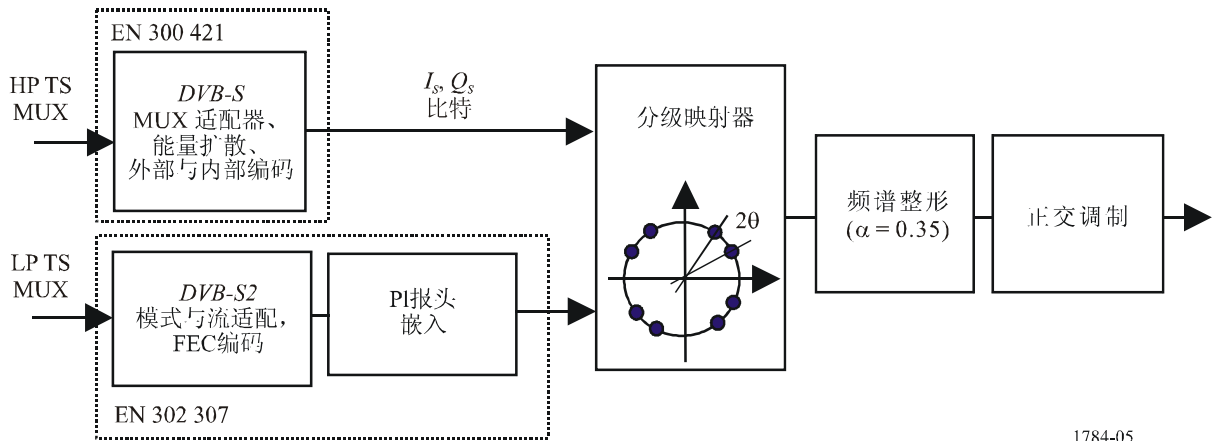 EN 300 421
HP TS
MUX
DVB-S
MUX 适配器、
能量扩散、
外部与内部编码
Is, Qs
比特
分级映射器
2θ
频谱整形
(α = 0.35)
正交调制
LP TS
MUX
DVB-S2
模式与流适配，
FEC编码
Pl报头
嵌入
EN 302 307
1784-05